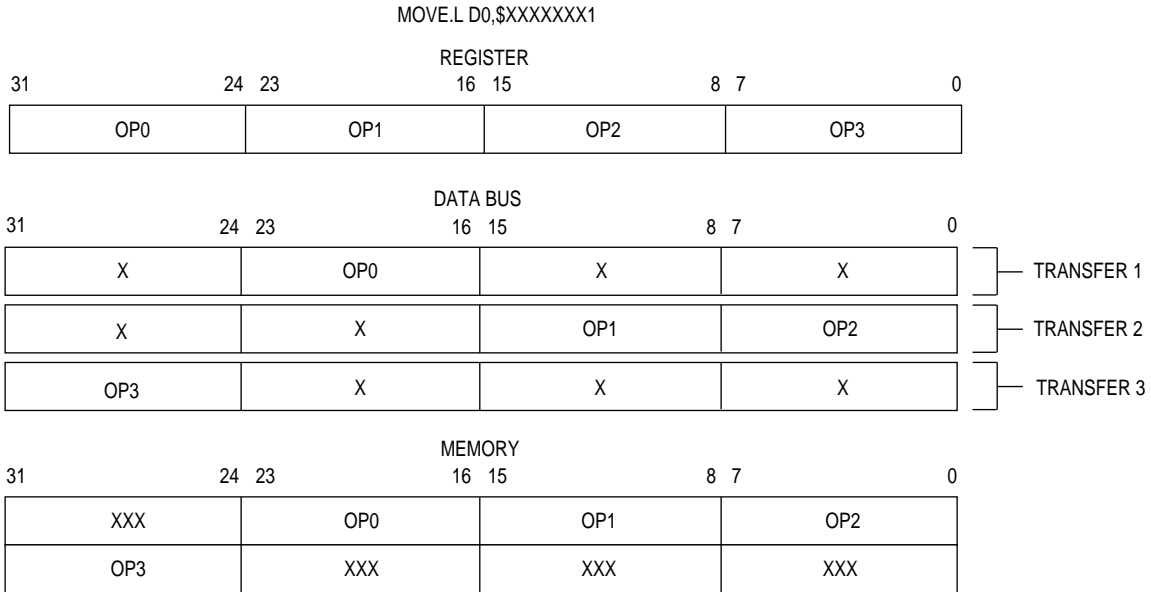 MOVE.L D0,$XXXXXXX1
REGISTER
31 24 23 16 15 8 7 0
OP0 OP1 OP2 OP3
DATA BUS
31 24 23 16 15 8 7 0
X OP0 X X TRANSFER 1
X X OP1 OP2 TRANSFER 2
OP3 X X X TRANSFER 3
MEMORY
31 24 23 16 15 8 7 0
XXX OP0 OP1 OP2
OP3 XXX XXX XXX